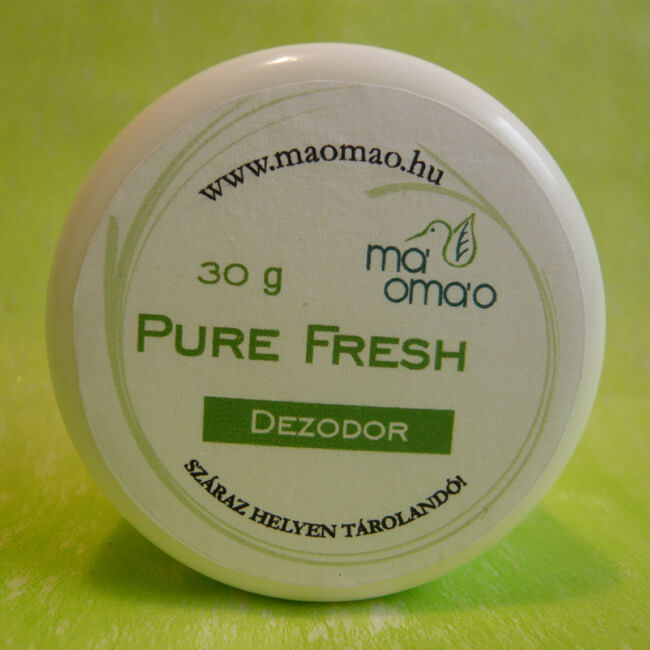 www.maomao.hu
ma'
oma'o
30 g
PURE FRESH
DEZODOR
SZÁRAZ HELYEN TÁROLANDÓ!